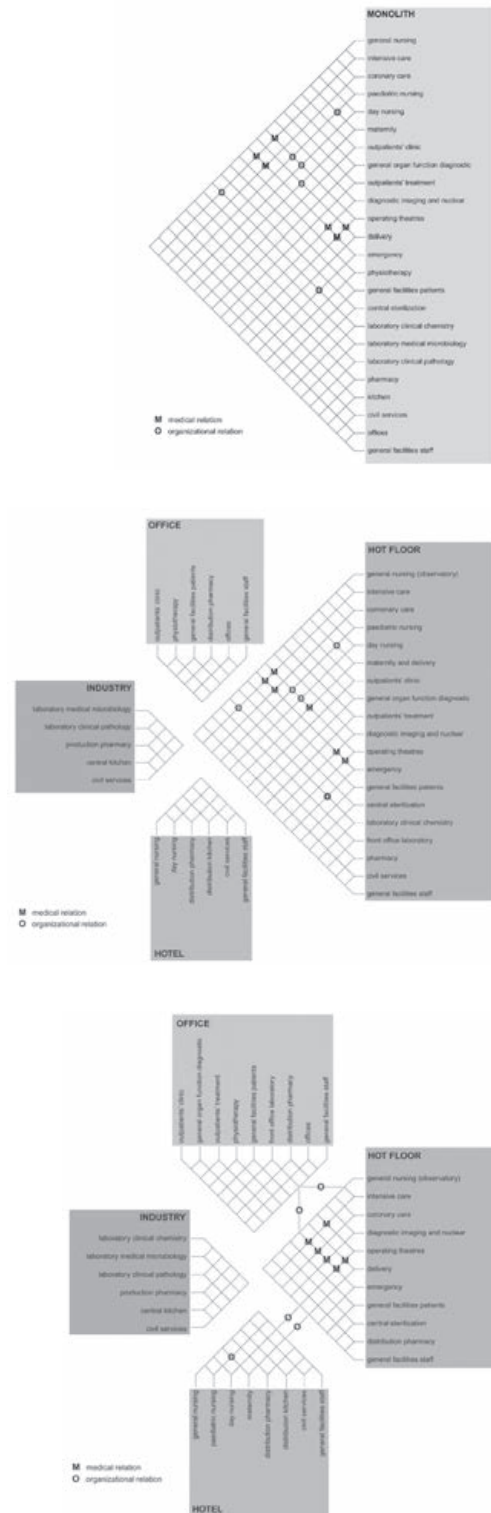 MONOLITH
general nursing
intensive care
coronary care
paediatric nursing
day nursing
maternity
outpatients' clinic
general organ function diagnostic
outpatients' treatment
diagnostic imaging and nuclear
operating theatres
delivery
emergency
physiotherapy
general facilities patients
central sterilization
laboratory clinical chemistry
laboratory medical microbiology
laboratory clinical pathology
pharmacy
kitchen
civil services
offices
general facilities staff
M medical relation
O organizational relation
OFFICE
outpatients' clinic
physiotherapy
general facilities patients
distribution pharmacy
offices
general facilities staff
HOT FLOOR
general nursing (observatory)
intensive care
coronary care
paediatric nursing
day nursing
maternity and delivery
outpatients' clinic
general organ function diagnostic
outpatients' treatment
diagnostic imaging and nuclear
operating theatres
emergency
general facilities patients
central sterilization
laboratory clinical chemistry
front office laboratory
pharmacy
civil services
general facilities staff
INDUSTRY
laboratory medical microbiology
laboratory clinical pathology
production pharmacy
central kitchen
civil services
general nursing
day nursing
distribution pharmacy
distribution kitchen
civil services
general facilities staff
HOTEL
M medical relation
O organizational relation
OFFICE
outpatients' clinic
general organ function diagnostic
outpatients' treatment
physiotherapy
general facilities patients
front office laboratory
distribution pharmacy
offices
general facilities staff
HOT FLOOR
general nursing (observatory)
intensive care
coronary care
diagnostic imaging and nuclear
operating theatres
delivery
emergency
general facilities patients
central sterilization
distribution pharmacy
general facilities staff
INDUSTRY
laboratory clinical chemistry
laboratory medical microbiology
laboratory clinical pathology
production pharmacy
central kitchen
civil services
general nursing
paediatric nursing
day nursing
maternity
distribution pharmacy
distribution kitchen
civil services
general facilities staff
HOTEL
M medical relation
O organizational relation